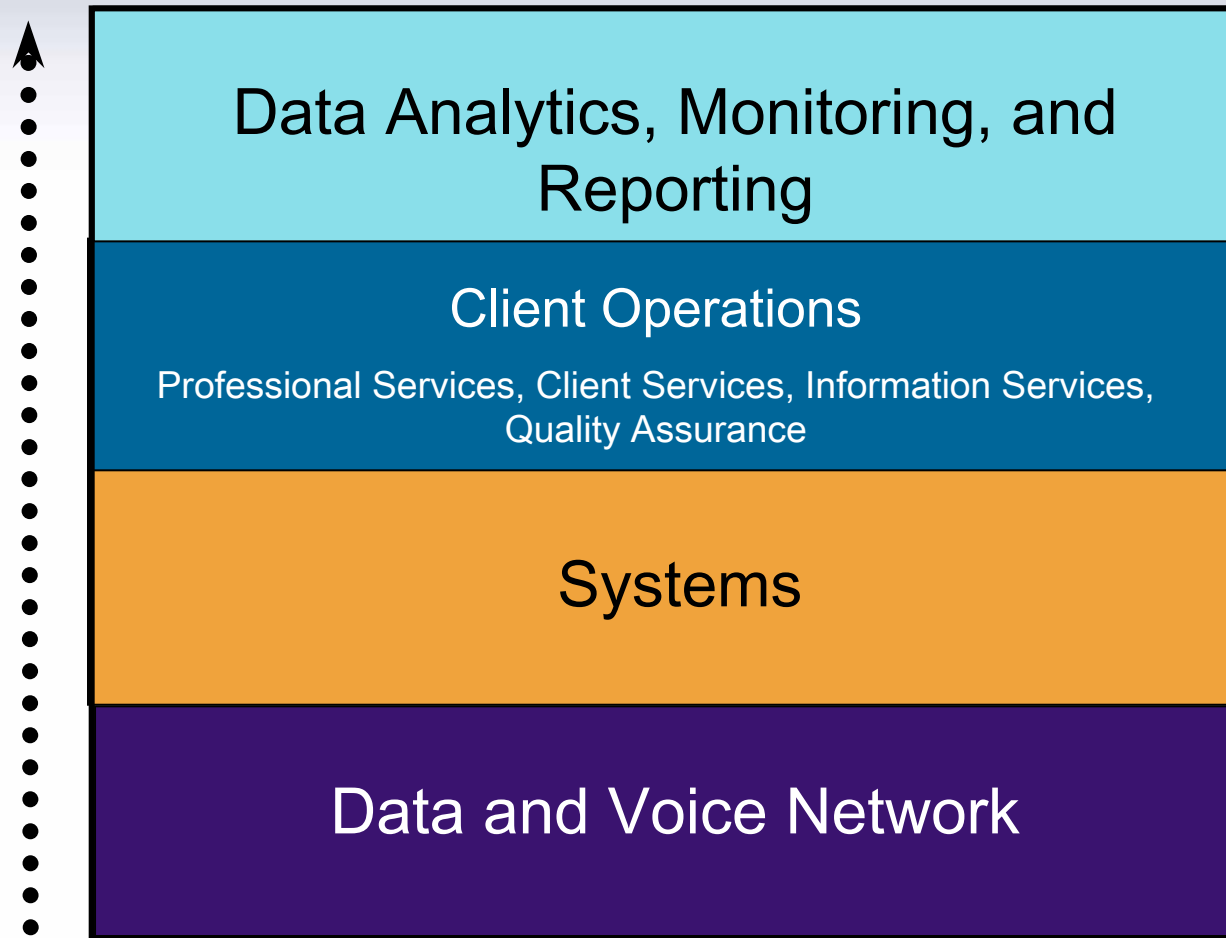 Data Analytics, Monitoring, and
Reporting
Client Operations
Professional Services, Client Services, Information Services,
Quality Assurance
Systems
Data and Voice Network